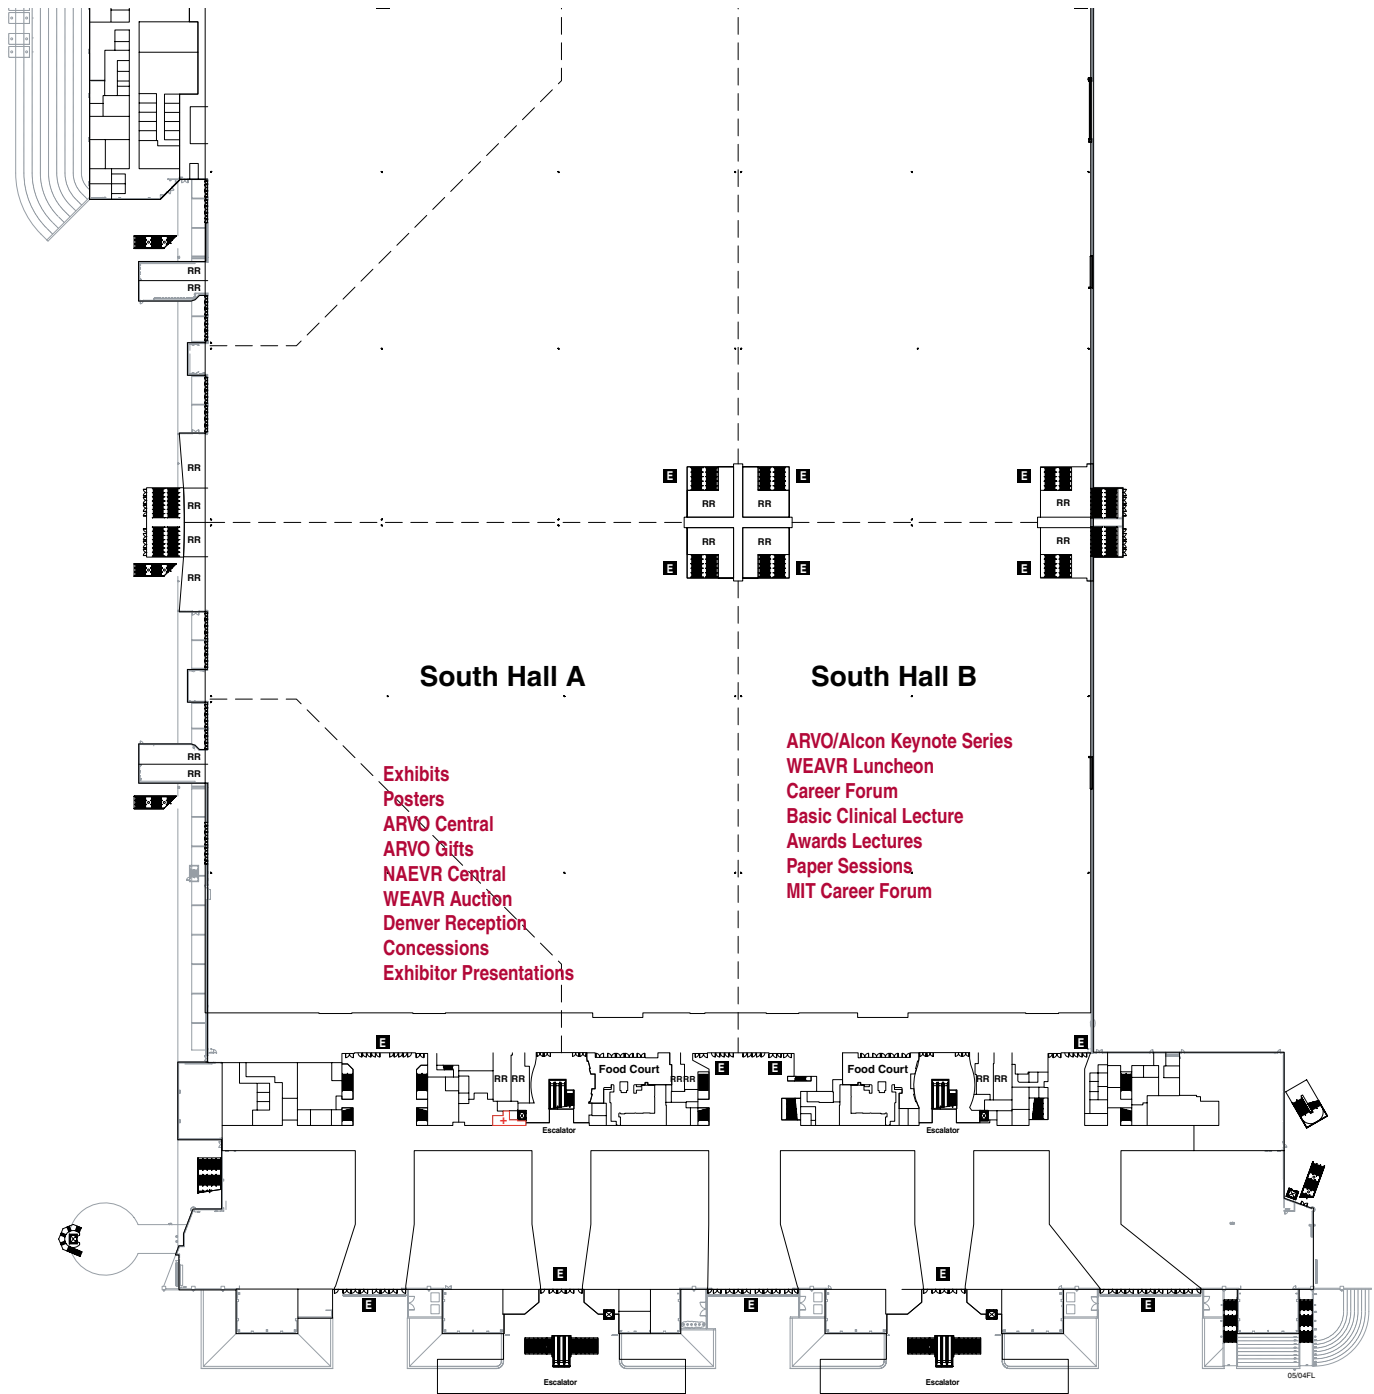 RR
RR
RR
E
E
E
RR
RR
RR
RR
RR
RR
RR
RR
RR
E
E
E
South Hall A
South Hall B
ARVO/Alcon Keynote Series
WEAVR Luncheon
Career Forum
Basic Clinical Lecture
Awards Lectures
Paper Sessions
MIT Career Forum
RR
RR
Exhibits
Posters
ARVO Central
ARVO Gifts
NAEVR Central
WEAVR Auction
Denver Reception
Concessions
Exhibitor Presentations
E
E
E
E
Food Court
Food Court
RR RR
RR RR
RR RR
Escalator
Escalator
E
E
E
E
E
Escalator
Escalator
05/04FL